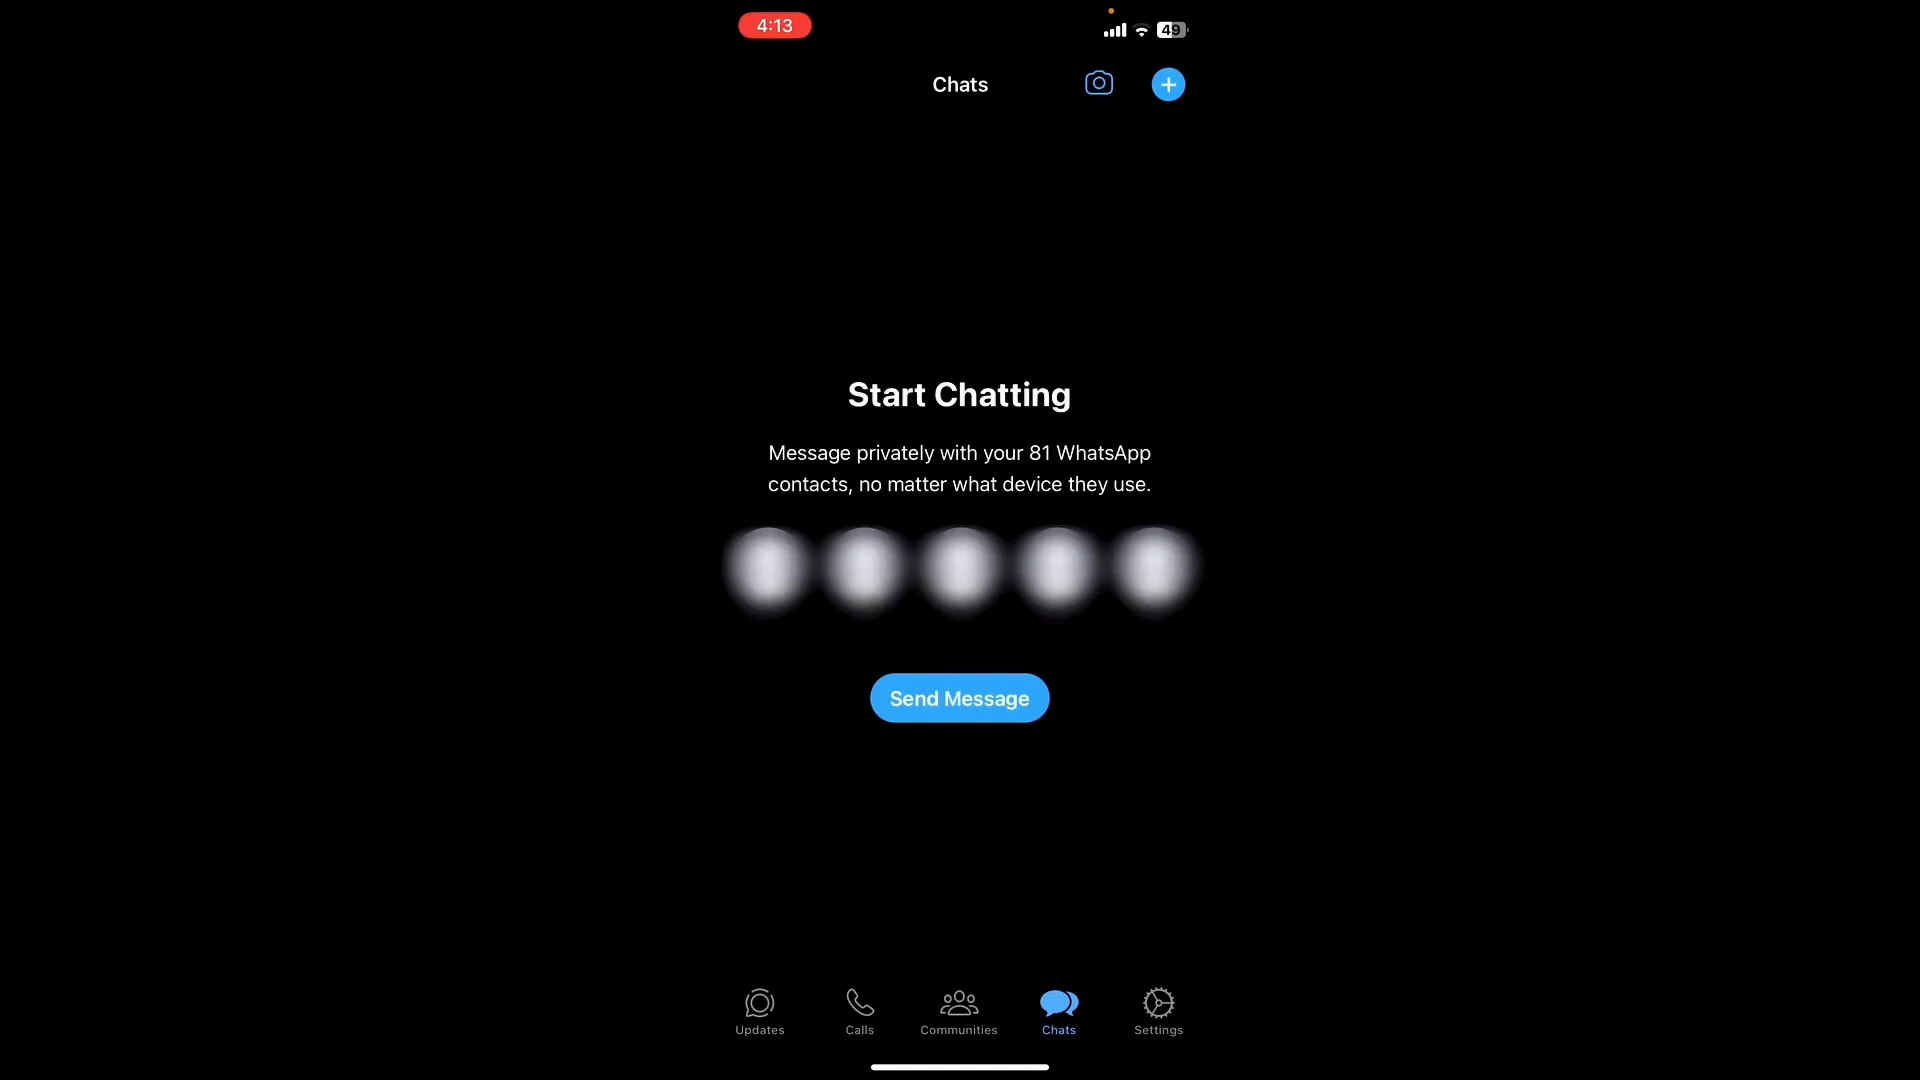 4:13
49
Chats
Start Chatting
Message privately with your 81 WhatsApp
contacts, no matter what device they use.
Send Message
Updates
Calls
Communities
Chats
Settings